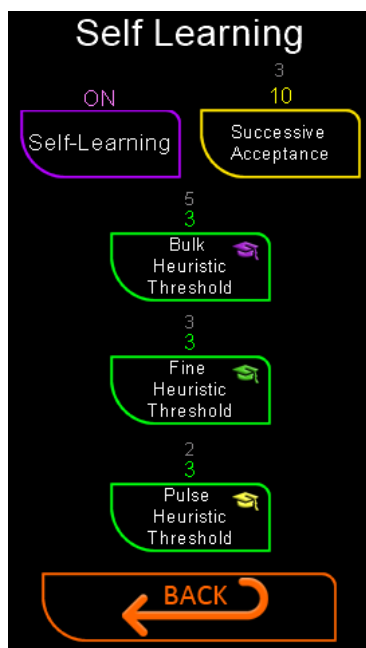 Self Learning
3
ON
10
Self-Learning
Successive
Acceptance
5
3
Bulk
Heuristic
Threshold
3
3
Fine
Heuristic
Threshold
2
3
Pulse
Heuristic
Threshold
BACK